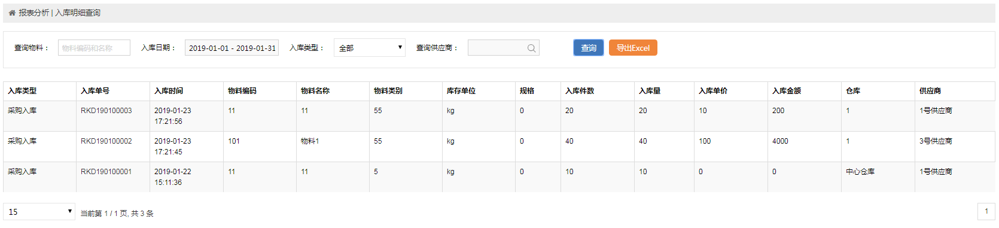 报表分析 | 入库明细查询
查询物料： 物料编码和名称 入库日期： 2019-01-01 - 2019-01-31 入库类型： 全部 查询供应商： 查询 导出Excel
入库类型 入库单号 入库时间 物料编码 物料名称 物料类别 库存单位 规格 入库件数 入库量 入库单价 入库金额 仓库 供应商
采购入库 RKD190100003 2019-01-23 11 11 55 kg 0 20 20 10 200 1 1号供应商
17:21:56
采购入库 RKD190100002 2019-01-23 101 物料1 55 kg 0 40 40 100 4000 1 3号供应商
17:21:45
采购入库 RKD190100001 2019-01-22 11 11 5 kg 0 10 10 0 0 中心仓库 1号供应商
15:11:36
15 当前第 1 / 1 页, 共 3 条 1